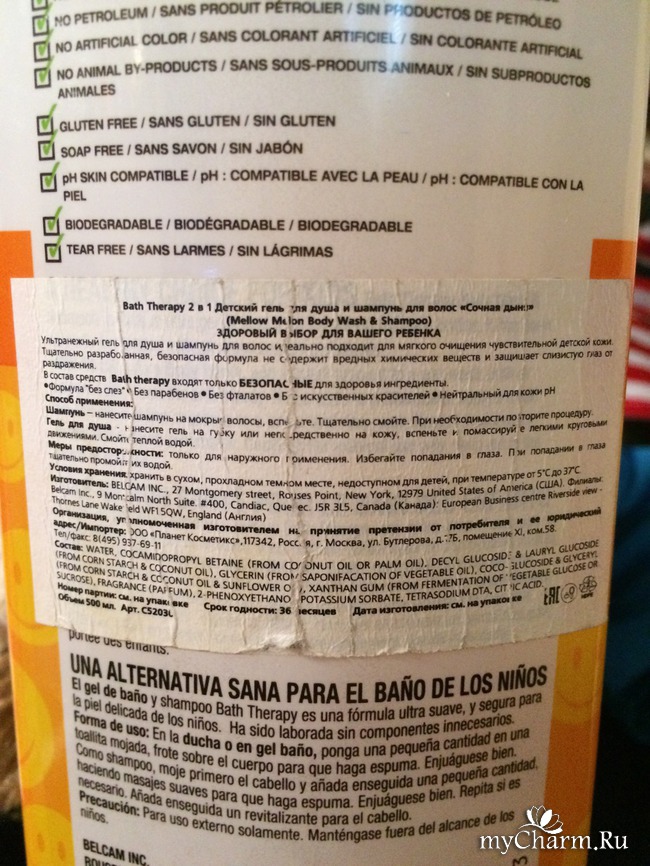 NO PETROLEUM / SANS PRODUIT PÉTROLIER / SIN PRODUCTOS DE PETRÓLEO
NO ARTIFICIAL COLOR / SANS COLORANT ARTIFICIEL / SIN COLORANTE ARTIFICIAL
NO ANIMAL BY-PRODUCTS / SANS SOUS-PRODUITS ANIMAUX / SIN SUBPRODUCTOS
ANIMALES
GLUTEN FREE / SANS GLUTEN / SIN GLUTEN
SOAP FREE / SANS SAVON / SIN JABÓN
pH SKIN COMPATIBLE / pH : COMPATIBLE AVEC LA PEAU / pH : COMPATIBLE CON LA
PIEL
BIODEGRADABLE / BIODÉGRADABLE / BIODEGRADABLE
TEAR FREE / SANS LARMES / SIN LÁGRIMAS
Bath Therapy 2 в 1 Детский гель для душа и шампунь для волос «Сочная дыня»
(Mellow Melon Body Wash & Shampoo)
ЗДОРОВЫЙ ВЫБОР ДЛЯ ВАШЕГО РЕБЕНКА
Ультранежный гель для душа и шампунь для волос идеально подходит для мягкого очищения чувствительной детской кожи.
Тщательно разработанная, безопасная формула не содержит вредных химических веществ и защищает слизистую глаз от
раздражения.
В состав средств Bath therapy входят только БЕЗОПАСНЫЕ для здоровья ингредиенты.
•Формула "без слез" • Без парабенов • Без фталатов • Без искусственных красителей • Нейтральный для кожи pH
Способ применения:
Шампунь – нанесите шампунь на мокрые волосы, вспеньте. Тщательно смойте. При необходимости повторите процедуру.
Гель для душа - нанесите гель на губку или непосредственно на кожу, вспеньте и помассируйте легкими круговыми
движениями. Смойте теплой водой.
Меры предосторожности: только для наружного применения. Избегайте попадания в глаза. При попадании в глаза
тщательно промойте их водой.
Условия хранения: хранить в сухом, прохладном темном месте, недоступном для детей, при температуре от 5°С до 37°С.
Изготовитель: BELCAM INC., 27 Montgomery street, Rouses Point, New York, 12979 United States of America (США). Филиалы:
Belcam Inc., 9 Montcalm North Suite. #400, Candiac, Quebec. J5R 3L5, Canada (Канада); European Business centre Riverside view -
Thornes Lane Wakefield WF1 5QW, England (Англия)
Организация, уполномоченная изготовителем на принятие претензии от потребителя и ее юридический
адрес/Импортер: ООО «Планет Косметикс»,117342, Россия, г. Москва, ул. Бутлерова, д.17Б, помещение XI, ком.58.
Тел/факс: 8(495) 937-69-11
Состав: WATER, COCAMIDOPROPYL BETAINE (FROM COCONUT OIL OR PALM OIL), DECYL GLUCOSIDE & LAURYL GLUCOSIDE
(FROM CORN STARCH & COCONUT OIL), GLYCERIN (FROM SAPONIFACATION OF VEGETABLE OIL), COCO-GLUCOSIDE & GLYCERYL
(FROM CORN STARCH & COCONUT OIL & SUNFLOWER OIL), XANTHAN GUM (FROM FERMENTATION OF VEGETABLE GLUCOSE OR
SUCROSE), FRAGRANCE (PARFUM), 2-PHENOXYETHANOL, POTASSIUM SORBATE, TETRASODIUM DTA, CITRIC ACID.
Номер партии: см. на упаковке Срок годности: 36 месяцев Дата изготовления: см. на упаковке
Объем 500 мл. Арт. C5203L
EAC
portée des enfants.
UNA ALTERNATIVA SANA PARA EL BAÑO DE LOS NIÑOS
El gel de baño y shampoo Bath Therapy es una fórmula ultra suave, y segura para
la piel delicada de los niños. Ha sido laborada sin componentes innecesarios.
Forma de uso: En la ducha o en gel baño, ponga una pequeña cantidad en una
toallita mojada, frote sobre el cuerpo para que haga espuma. Enjuáguese bien.
Como shampoo, moje primero el cabello y añada enseguida una pequeña cantidad,
haciendo masajes suaves para que haga espuma. Enjuáguese bien. Repita si es
necesario. Añada enseguida un revitalizante para el cabello.
Precaución: Para uso externo solamente. Manténgase fuera del alcance de los
niños.
BELCAM INC.
myCharm.Ru